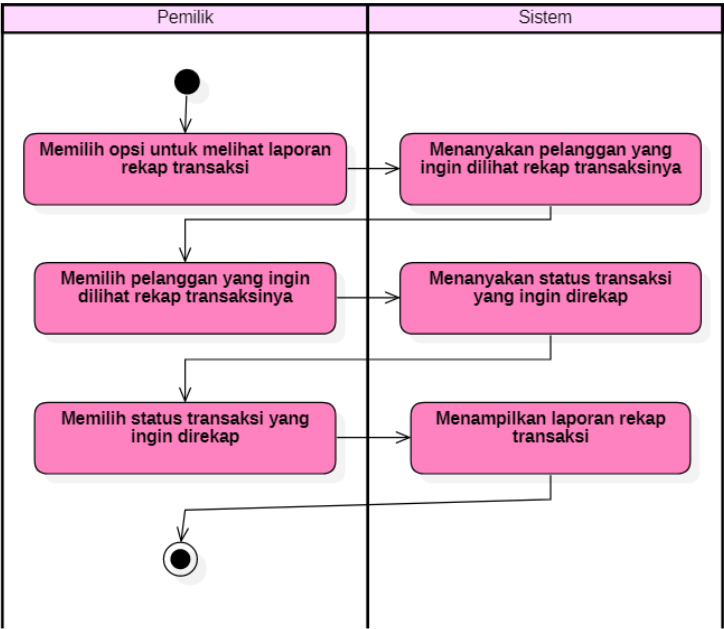 Pemilik
Sistem
Memilih opsi untuk melihat laporan
rekap transaksi
Menanyakan pelanggan yang
ingin dilihat rekap transaksinya
Memilih pelanggan yang ingin
dilihat rekap transaksinya
Menanyakan status transaksi
yang ingin direkap
Memilih status transaksi yang
ingin direkap
Menampilkan laporan rekap
transaksi